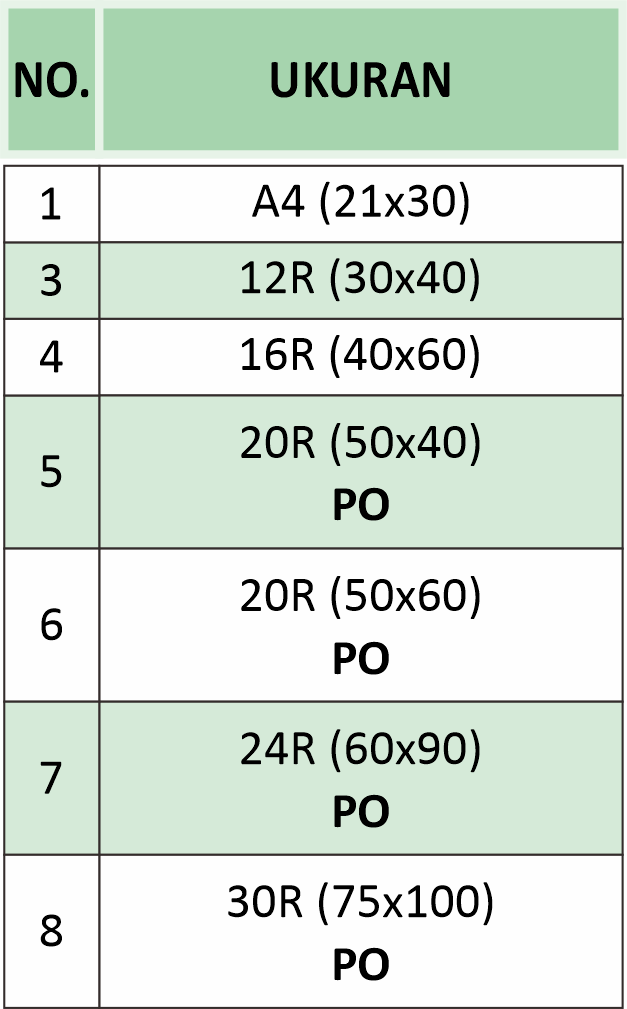 NO. UKURAN
1 A4 (21x30)
3 12R (30x40)
4 16R (40x60)
5 20R (50x40)
PO
6 20R (50x60)
PO
7 24R (60x90)
PO
8 30R (75x100)
PO